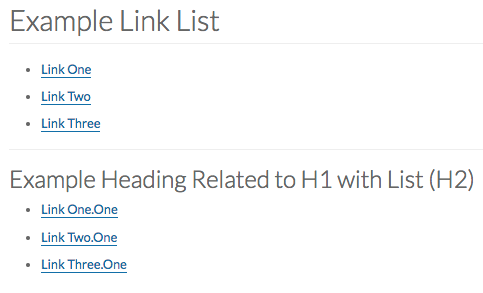 Example Link List
Link One
Link Two
Link Three
Example Heading Related to H1 with List (H2)
Link One.One
Link Two.One
Link Three.One